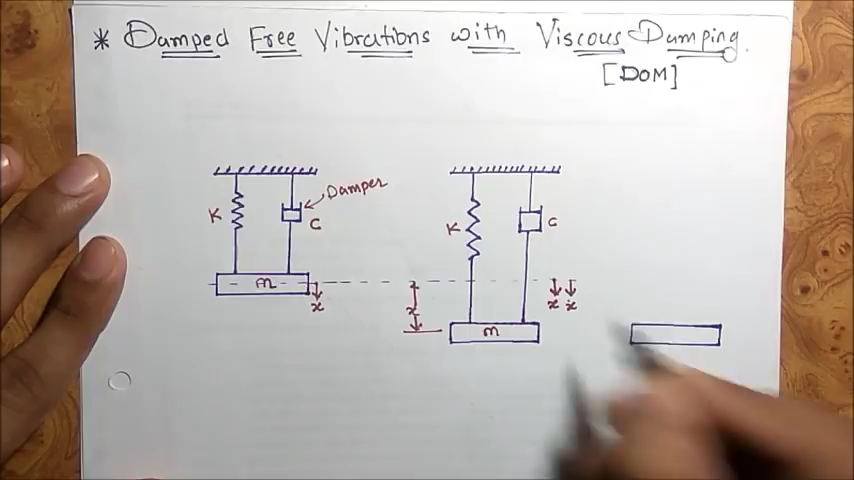 * Damped Free Vibrations with Viscous Damping.
[DOM]
Damper
K
C
m
x
K
C
x
m
x ẋ